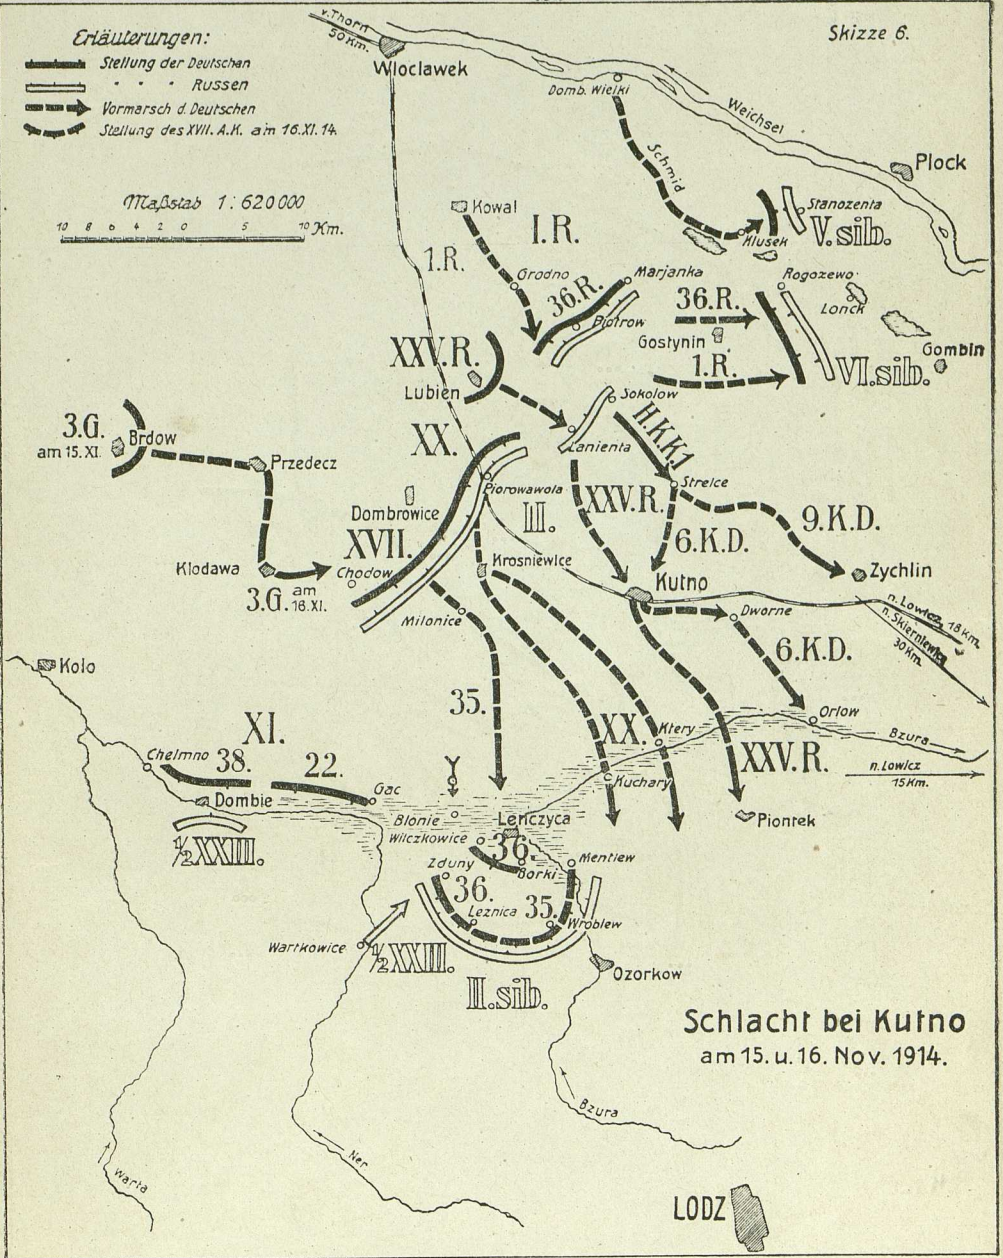 Skizze 6.
Erläuterungen:
Stellung der Deutschen
" " " Russen
Vormarsch d. Deutschen
Stellung des XVII. A.K. am 16.XI.14.
Maßstab 1:620000
10 8 6 4 2 0 5 10 Km.
v. Thorn
50 Km.
Wloclawek
Domb. Wielki
Weichsel
Schmid
Plock
Stanozenta
V.sib.
Klusek
Kowal
I.R.
1.R.
Grodno
36.R.
Marjanka
Biotrow
36.R.
Rogozewo
Lonck
Gostynin
Gombin
1.R.
VI.sib.
XXV.R.
Lubien
Sokolow
H.K.K.1
Lanienta
3.G.
am 15.XI.
Brdow
Przedecz
XX.
Piorowawola
Strelce
XXV.R.
Dombrowice
II.
9.K.D.
6.K.D.
XVII.
Krosniewice
Klodawa
Chodow
3.G. am 16.XI.
Kutno
Zychlin
Milonice
Dworne
n. Lowicz 18 km.
n. Skierniewice
30 Km.
6.K.D.
Kolo
35.
Orlow
XX.
Ktery
Bzura
XI.
38.
22.
Chelmno
XXV.R.
n. Lowicz
15 Km.
Kuchary
Gac
Dombie
Blonie
Lenczyca
Piontek
½XXIII.
Wilczkowice
36.
Mentlew
Zduny
Borki
36.
Leznica
35.
Wroblew
Wartkowice
½XXIII.
Ozorkow
II.sib.
Schlacht bei Kutno
am 15. u. 16. Nov. 1914.
Bzura
Ner
Warta
LODZ